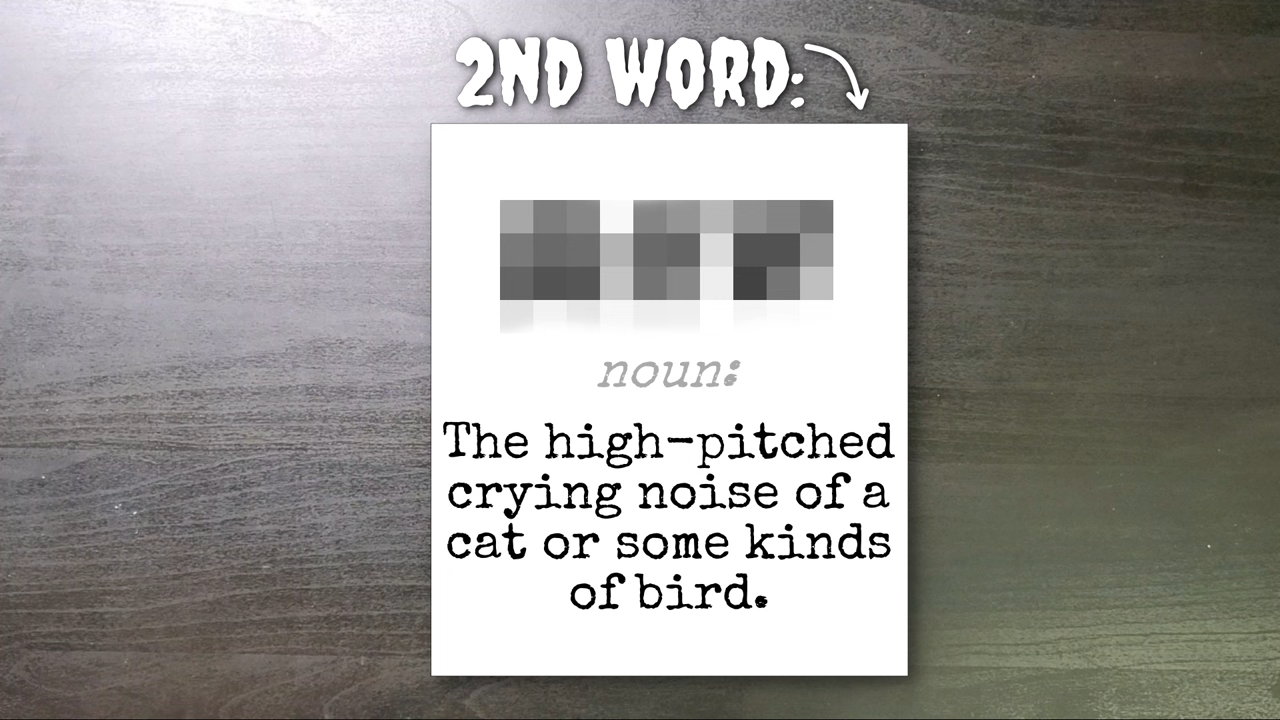 2ND WORD:
noun:
The high-pitched
crying noise of a
cat or some kinds
of bird.